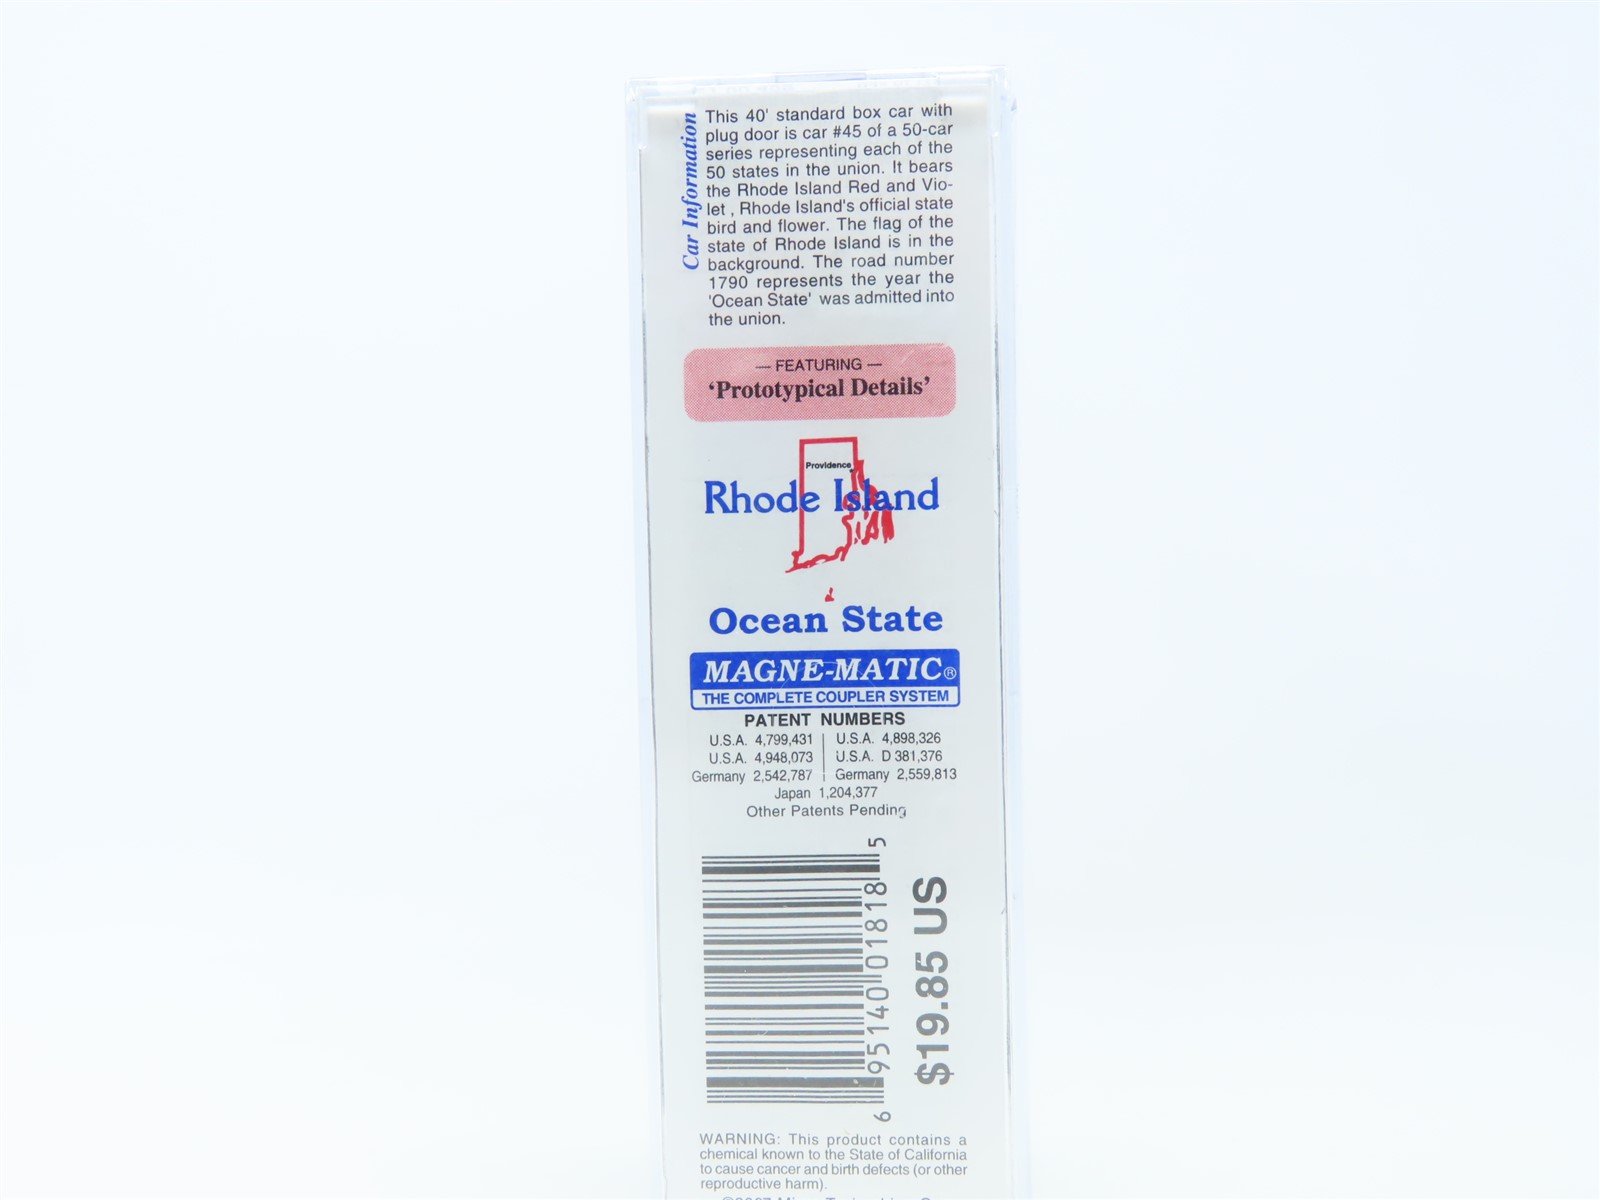 Car Information
This 40' standard box car with
plug door is car #45 of a 50-car
series representing each of the
50 states in the union. It bears
the Rhode Island Red and Vio-
let , Rhode Island's official state
bird and flower. The flag of the
state of Rhode Island is in the
background. The road number
1790 represents the year the
'Ocean State' was admitted into
the union.
— FEATURING —
‘Prototypical Details’
Providence
Rhode Island
Ocean State
MAGNE-MATIC®
THE COMPLETE COUPLER SYSTEM
PATENT NUMBERS
U.S.A. 4,799,431 | U.S.A. 4,898,326
U.S.A. 4,948,073 | U.S.A. D 381,376
Germany 2,542,787 | Germany 2,559,813
Japan 1,204,377
Other Patents Pending
6 95140 01818 5
$19.85 US
WARNING: This product contains a
chemical known to the State of California
to cause cancer and birth defects (or other
reproductive harm).